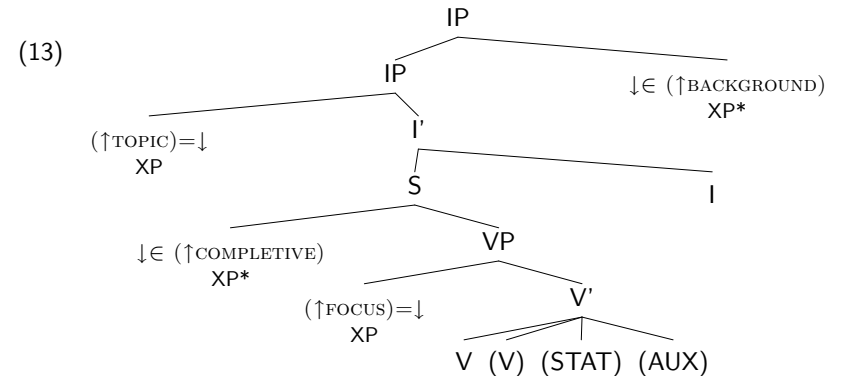 IP
(13)
IP
↓∈ (↑BACKGROUND)
XP*
(↑TOPIC)=↓
XP
I'
S
I
↓∈ (↑COMPLETIVE)
XP*
VP
(↑FOCUS)=↓
XP
V'
V (V) (STAT) (AUX)